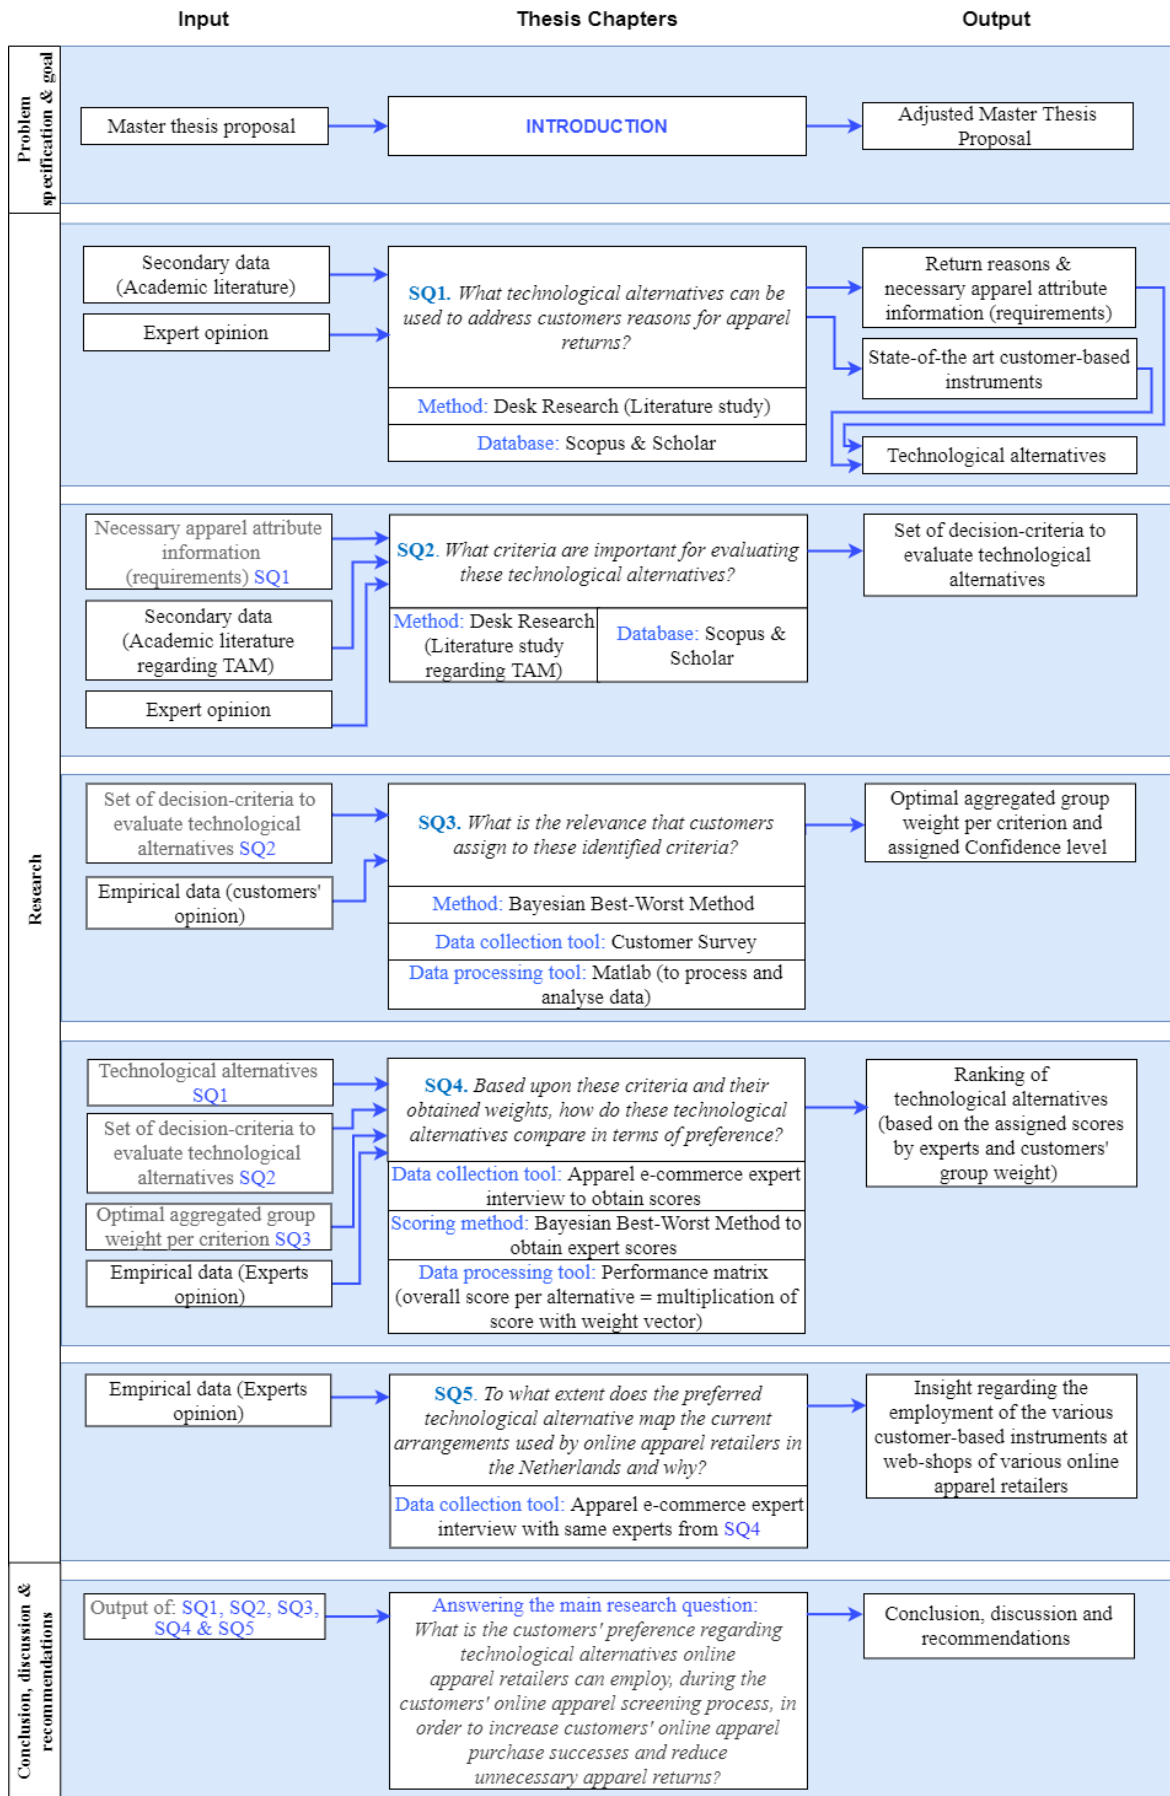 Input
Thesis Chapters
Output
Problem
specification & goal
Master thesis proposal
INTRODUCTION
Adjusted Master Thesis
Proposal
Research
Secondary data
(Academic literature)
Expert opinion
SQ1. What technological alternatives can be
used to address customers reasons for apparel
returns?
Method: Desk Research (Literature study)
Database: Scopus & Scholar
Return reasons &
necessary apparel attribute
information (requirements)
State-of-the art customer-based
instruments
Technological alternatives
Necessary apparel attribute
information
(requirements) SQ1
Secondary data
(Academic literature
regarding TAM)
Expert opinion
SQ2. What criteria are important for evaluating
these technological alternatives?
Method: Desk Research
(Literature study
regarding TAM)
Database: Scopus &
Scholar
Set of decision-criteria to
evaluate technological
alternatives
Set of decision-criteria to
evaluate technological
alternatives SQ2
Empirical data (customers'
opinion)
SQ3. What is the relevance that customers
assign to these identified criteria?
Method: Bayesian Best-Worst Method
Data collection tool: Customer Survey
Data processing tool: Matlab (to process and
analyse data)
Optimal aggregated group
weight per criterion and
assigned Confidence level
Technological alternatives
SQ1
Set of decision-criteria to
evaluate technological
alternatives SQ2
Optimal aggregated group
weight per criterion SQ3
Empirical data (Experts
opinion)
SQ4. Based upon these criteria and their
obtained weights, how do these technological
alternatives compare in terms of preference?
Data collection tool: Apparel e-commerce expert
interview to obtain scores
Scoring method: Bayesian Best-Worst Method to
obtain expert scores
Data processing tool: Performance matrix
(overall score per alternative = multiplication of
score with weight vector)
Ranking of
technological alternatives
(based on the assigned scores
by experts and customers'
group weight)
Empirical data (Experts
opinion)
SQ5. To what extent does the preferred
technological alternative map the current
arrangements used by online apparel retailers in
the Netherlands and why?
Data collection tool: Apparel e-commerce expert
interview with same experts from SQ4
Insight regarding the
employment of the various
customer-based instruments at
web-shops of various online
apparel retailers
Conclusion, discussion &
recommendations
Output of: SQ1, SQ2, SQ3,
SQ4 & SQ5
Answering the main research question:
What is the customers' preference regarding
technological alternatives online
apparel retailers can employ, during the
customers' online apparel screening process, in
order to increase customers' online apparel
purchase successes and reduce
unnecessary apparel returns?
Conclusion, discussion and
recommendations